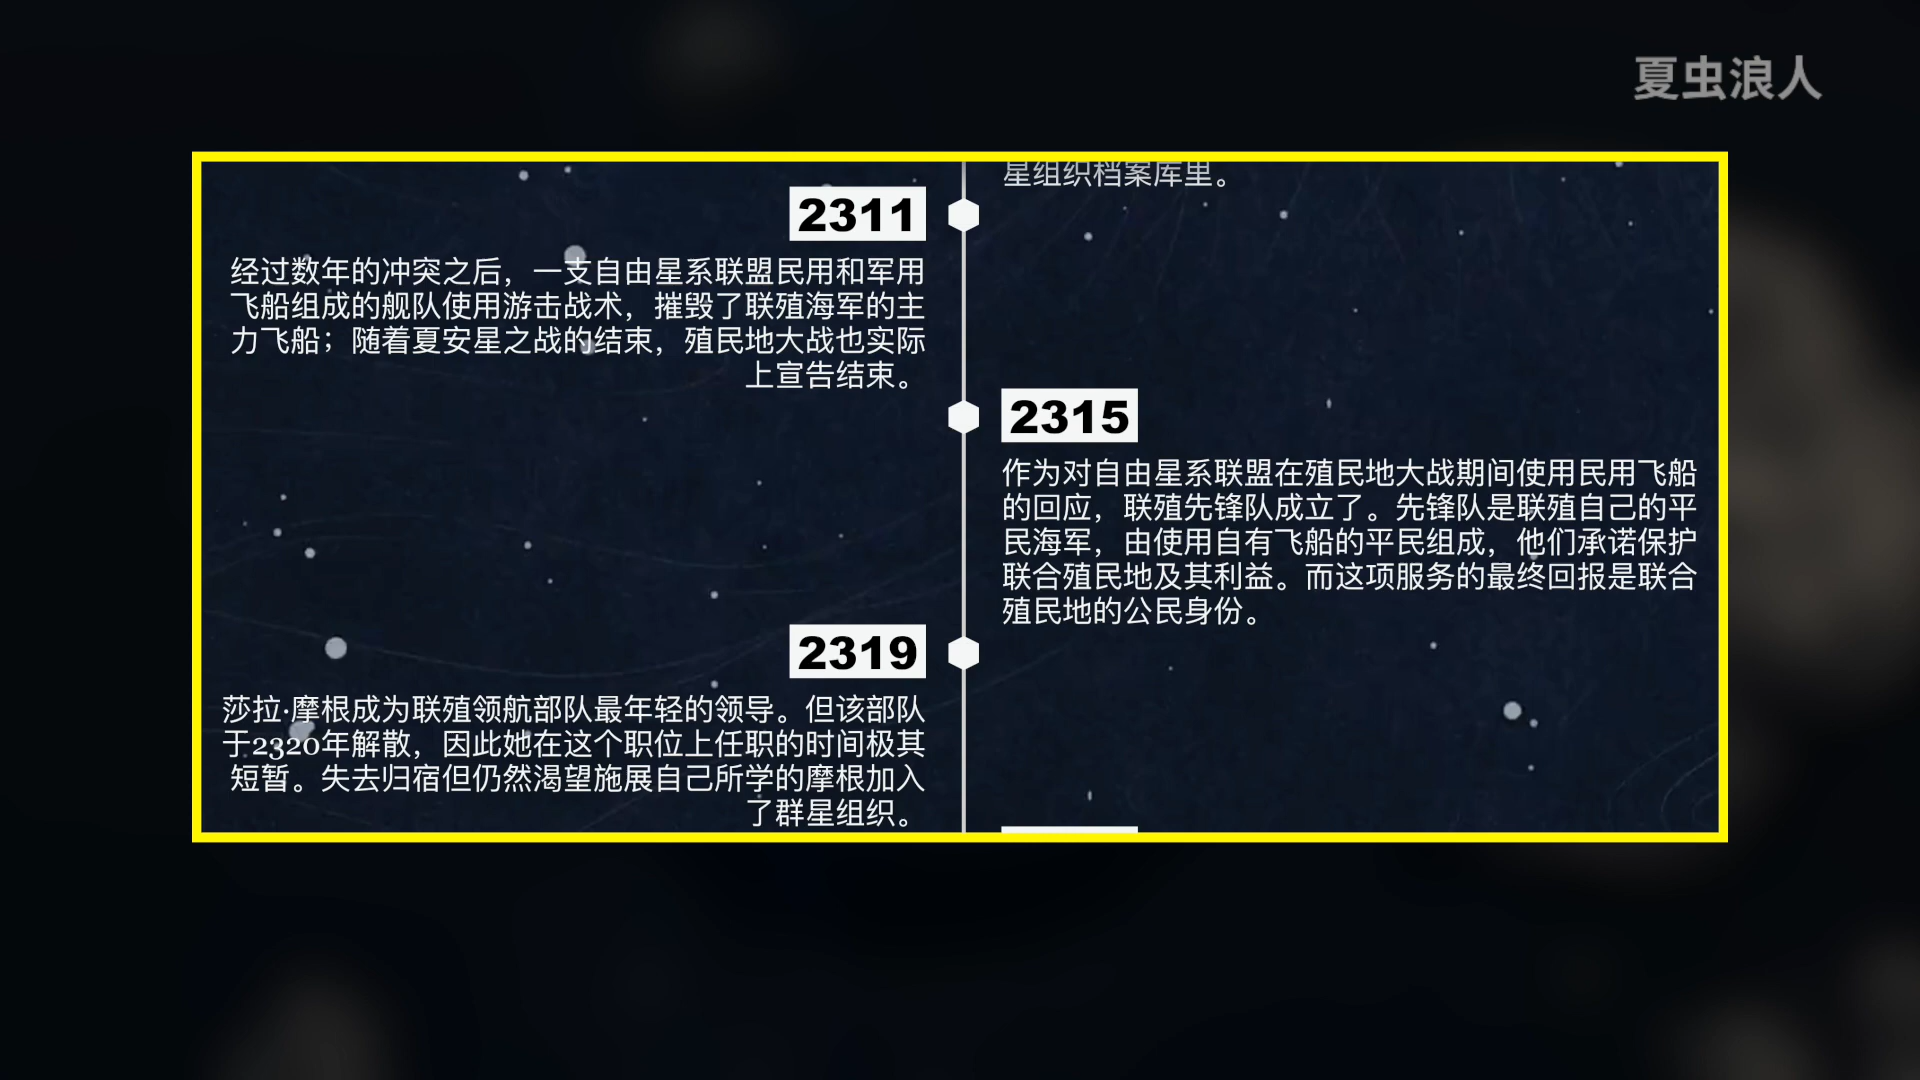 夏虫浪人
星组织档案库里。
2311
经过数年的冲突之后，一支自由星系联盟民用和军用
飞船组成的舰队使用游击战术，摧毁了联殖海军的主
力飞船；随着夏安星之战的结束，殖民地大战也实际
上宣告结束。
2315
作为对自由星系联盟在殖民地大战期间使用民用飞船
的回应，联殖先锋队成立了。先锋队是联殖自己的平
民海军，由使用自有飞船的平民组成，他们承诺保护
联合殖民地及其利益。而这项服务的最终回报是联合
殖民地的公民身份。
2319
莎拉·摩根成为联殖领航部队最年轻的领导。但该部队
于2320年解散，因此她在这个职位上任职的时间极其
短暂。失去归宿但仍然渴望施展自己所学的摩根加入
了群星组织。